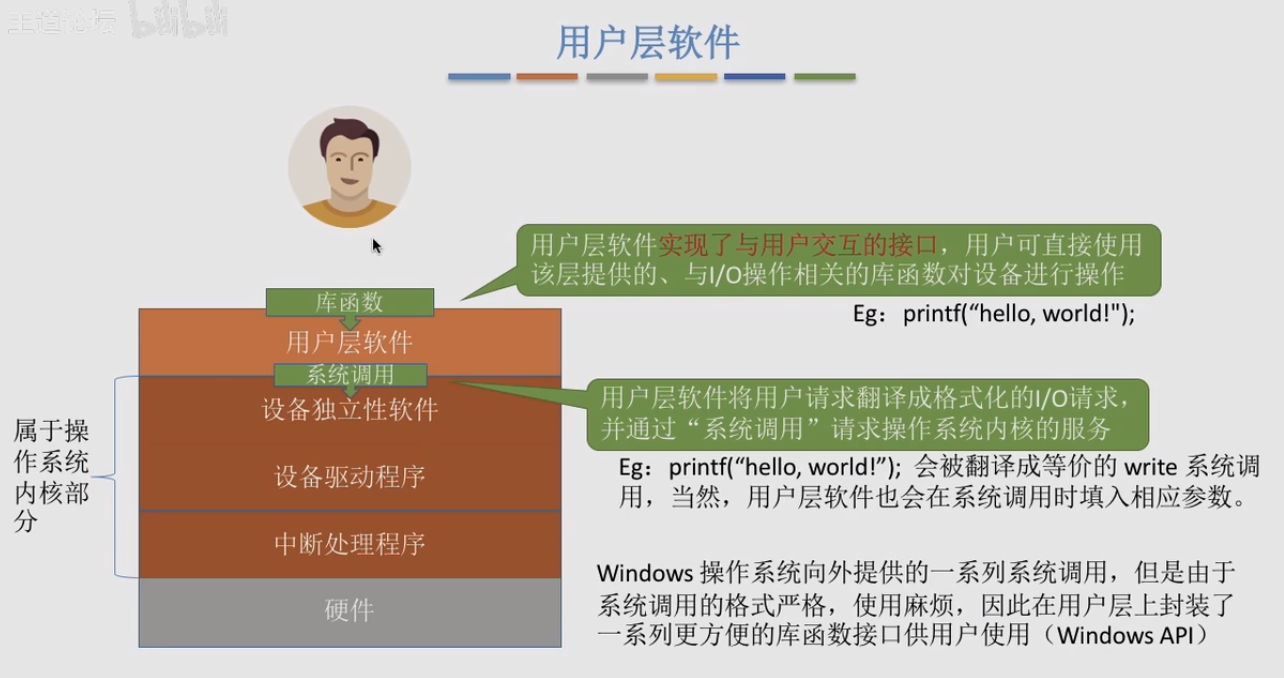 王道论坛 bilibili
用户层软件
用户层软件实现了与用户交互的接口，用户可直接使用
该层提供的、与I/O操作相关的库函数对设备进行操作
Eg：printf(“hello, world!");
库函数
用户层软件
系统调用
设备独立性软件
设备驱动程序
中断处理程序
硬件
属于操
作系统
内核部
分
用户层软件将用户请求翻译成格式化的I/O请求，
并通过“系统调用”请求操作系统内核的服务
Eg：printf(“hello, world!”); 会被翻译成等价的 write 系统调
用，当然，用户层软件也会在系统调用时填入相应参数。
Windows 操作系统向外提供的一系列系统调用，但是由于
系统调用的格式严格，使用麻烦，因此在用户层上封装了
一系列更方便的库函数接口供用户使用（Windows API）